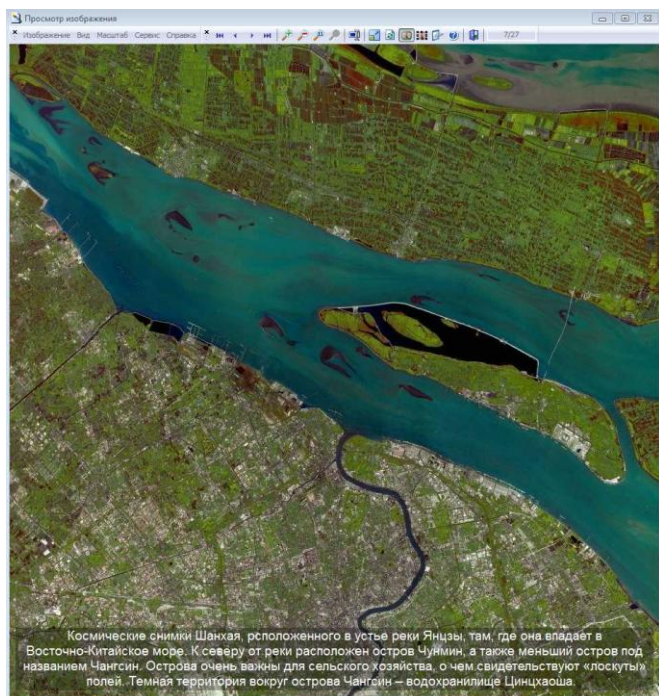 Просмотр изображения
Изображение Вид Масштаб Сервис Справка
7/27
Космические снимки Шанхая, рсположенного в устье реки Янцзы, там, где она впадает в
Восточно-Китайское море. К северу от реки расположен остров Чунмин, а также меньший остров под
названием Чангсин. Острова очень важны для сельского хозяйства, о чем свидетельствуют «лоскуты»
полей. Темная территория вокруг острова Чангсин – водохранилище Цинцхаоша.